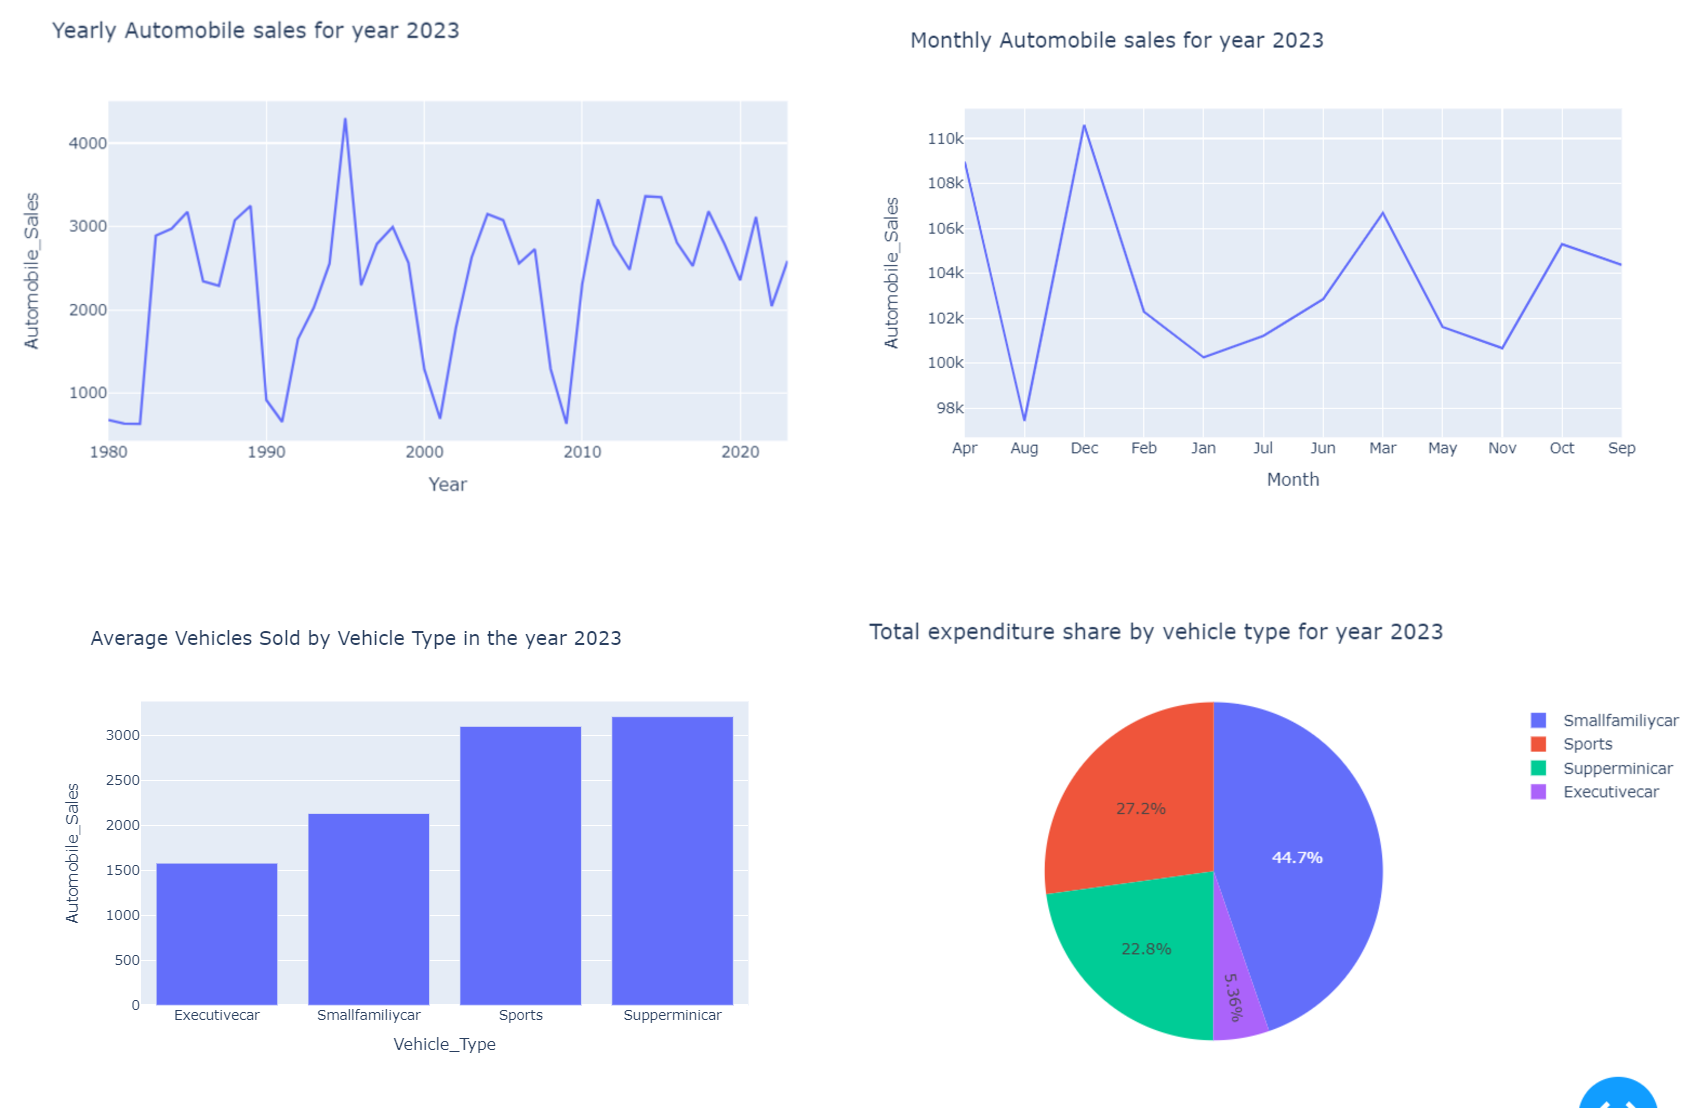 Yearly Automobile sales for year 2023
4000
3000
2000
1000
Automobile_Sales
1980 1990 2000 2010 2020
Year
Monthly Automobile sales for year 2023
110k
108k
106k
104k
102k
100k
98k
Automobile_Sales
Apr Aug Dec Feb Jan Jul Jun Mar May Nov Oct Sep
Month
Average Vehicles Sold by Vehicle Type in the year 2023
3000
2500
2000
1500
1000
500
0
Automobile_Sales
Executivecar Smallfamiliycar Sports Supperminicar
Vehicle_Type
Total expenditure share by vehicle type for year 2023
27.2%
44.7%
22.8%
5.36%
Smallfamiliycar
Sports
Supperminicar
Executivecar